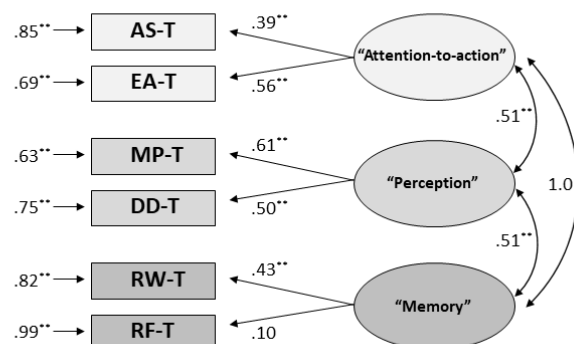 .85** AS-T .39** “Attention-to-action”
.69** EA-T .56**
.51**
.63** MP-T .61** “Perception” 1.0
.75** DD-T .50**
.51**
.82** RW-T .43** “Memory”
.99** RF-T .10